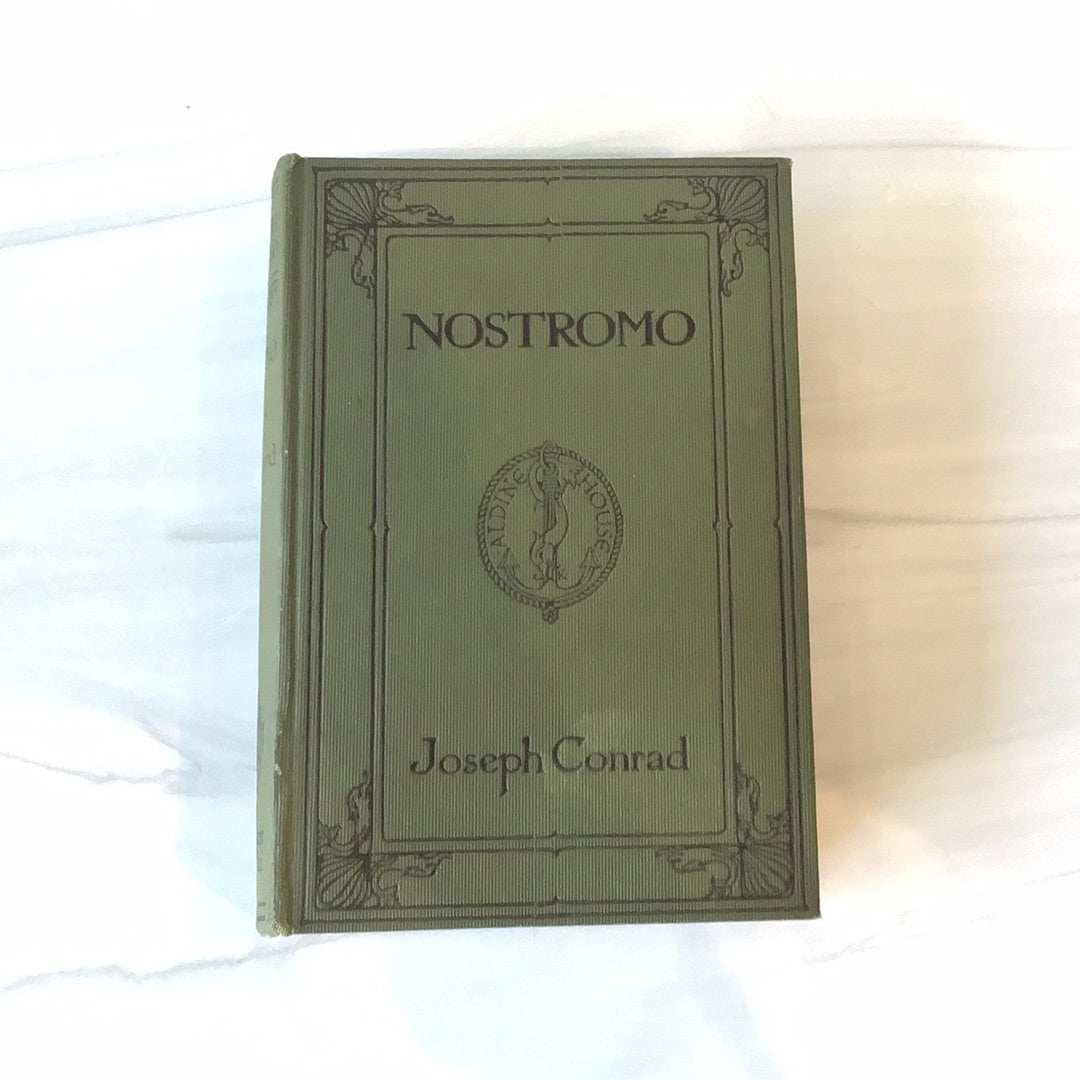 NOSTROMO
ALDINE HOUSE
Joseph Conrad